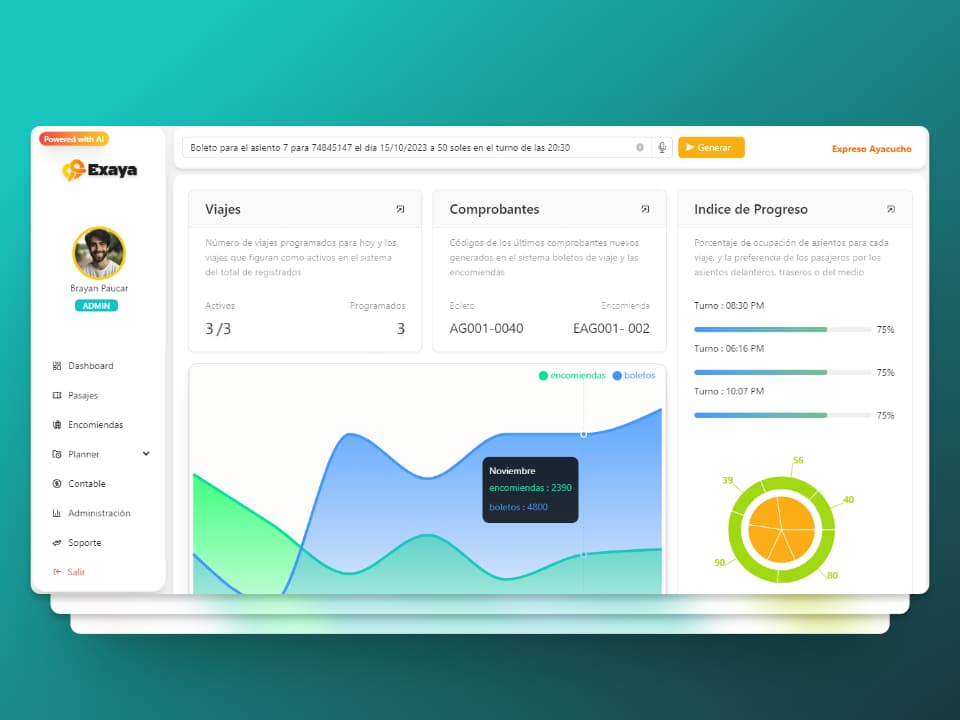 Powered with AI
Exaya
Brayan Paucar
ADMIN
Dashboard
Pasajes
Encomiendas
Planner
Contable
Administración
Soporte
Salir
Boleto para el asiento 7 para 74845147 el día 15/10/2023 a 50 soles en el turno de las 20:30
Generar
Expreso Ayacucho
Viajes
Número de viajes programados para hoy y los
viajes que figuran como activos en el sistema
del total de registrados
Activos
Programados
3 /3
3
Comprobantes
Códigos de los últimos comprobantes nuevos
generados en el sistema boletos de viaje y las
encomiendas
Boleto
Encomienda
AG001-0040
EAG001- 002
Indice de Progreso
Porcentaje de ocupación de asientos para cada
viaje, y la preferencia de los pasajeros por los
asientos delanteros, traseros o del medio
Turno : 08:30 PM
75%
Turno : 06:16 PM
75%
Turno : 10:07 PM
75%
encomiendas
boletos
Noviembre
encomiendas : 2390
boletos : 4800
56
39
40
90
80